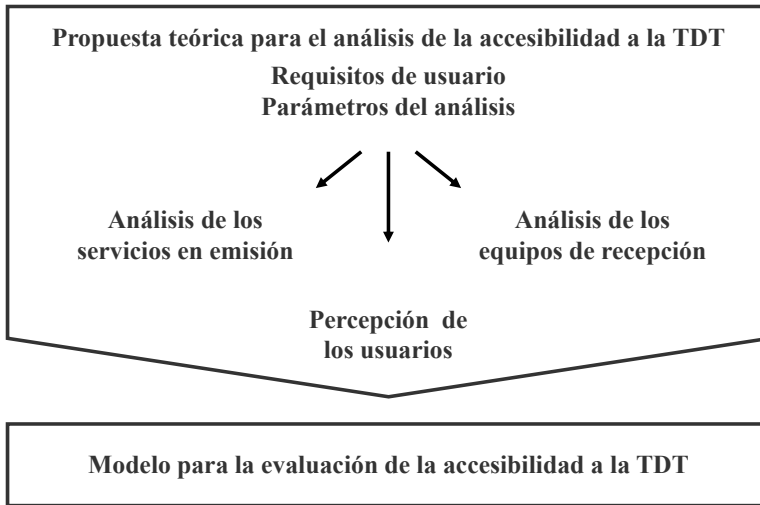 Propuesta teórica para el análisis de la accesibilidad a la TDT
Requisitos de usuario
Parámetros del análisis
Análisis de los
servicios en emisión
Análisis de los
equipos de recepción
Percepción de
los usuarios
Modelo para la evaluación de la accesibilidad a la TDT